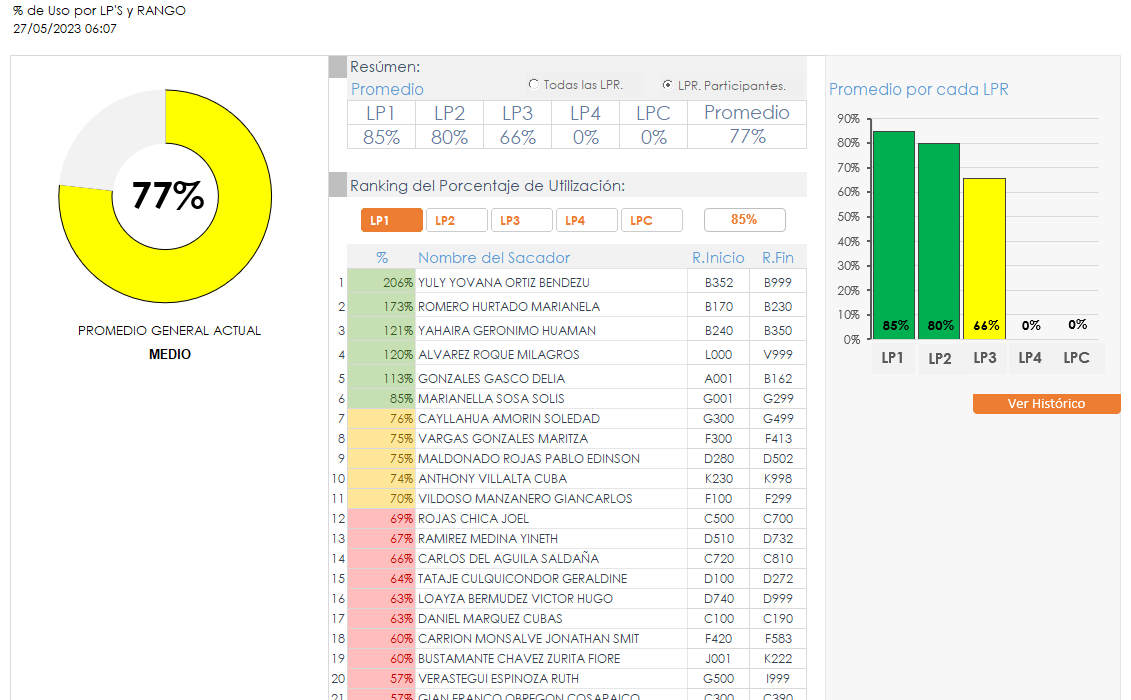 % de Uso por LP'S y RANGO
27/05/2023 06:07
77%
PROMEDIO GENERAL ACTUAL
MEDIO
Resúmen:
Promedio
Todas las LPR. LPR. Participantes.
LP1 LP2 LP3 LP4 LPC Promedio
85% 80% 66% 0% 0% 77%
Ranking del Porcentaje de Utilización:
LP1 LP2 LP3 LP4 LPC 85%
% Nombre del Sacador R.Inicio R.Fin
1 206% YULY YOVANA ORTIZ BENDEZU B352 B999
2 173% ROMERO HURTADO MARIANELA B170 B230
3 121% YAHAIRA GERONIMO HUAMAN B240 B350
4 120% ALVAREZ ROQUE MILAGROS L000 V999
5 113% GONZALES GASCO DELIA A001 B162
6 85% MARIANELLA SOSA SOLIS G001 G299
7 76% CAYLLAHUA AMORIN SOLEDAD G300 G499
8 75% VARGAS GONZALES MARITZA F300 F413
9 75% MALDONADO ROJAS PABLO EDINSON D280 D502
10 74% ANTHONY VILLALTA CUBA K230 K998
11 70% VILDOSO MANZANERO GIANCARLOS F100 F299
12 69% ROJAS CHICA JOEL C500 C700
13 67% RAMIREZ MEDINA YINETH D510 D732
14 66% CARLOS DEL AGUILA SALDAÑA C720 C810
15 64% TATAJE CULQUICONDOR GERALDINE D100 D272
16 63% LOAYZA BERMUDEZ VICTOR HUGO D740 D999
17 63% DANIEL MARQUEZ CUBAS C100 C190
18 60% CARRION MONSALVE JONATHAN SMIT F420 F583
19 60% BUSTAMANTE CHAVEZ ZURITA FIORE J001 K222
20 57% VERASTEGUI ESPINOZA RUTH G500 I999
21 57% GIAN FRANCO OBREGON COSAPAICO C300 C390
Promedio por cada LPR
90%
80%
70%
60%
50%
40%
30%
20%
10%
0%
85% 80% 66% 0% 0%
LP1 LP2 LP3 LP4 LPC
Ver Histórico